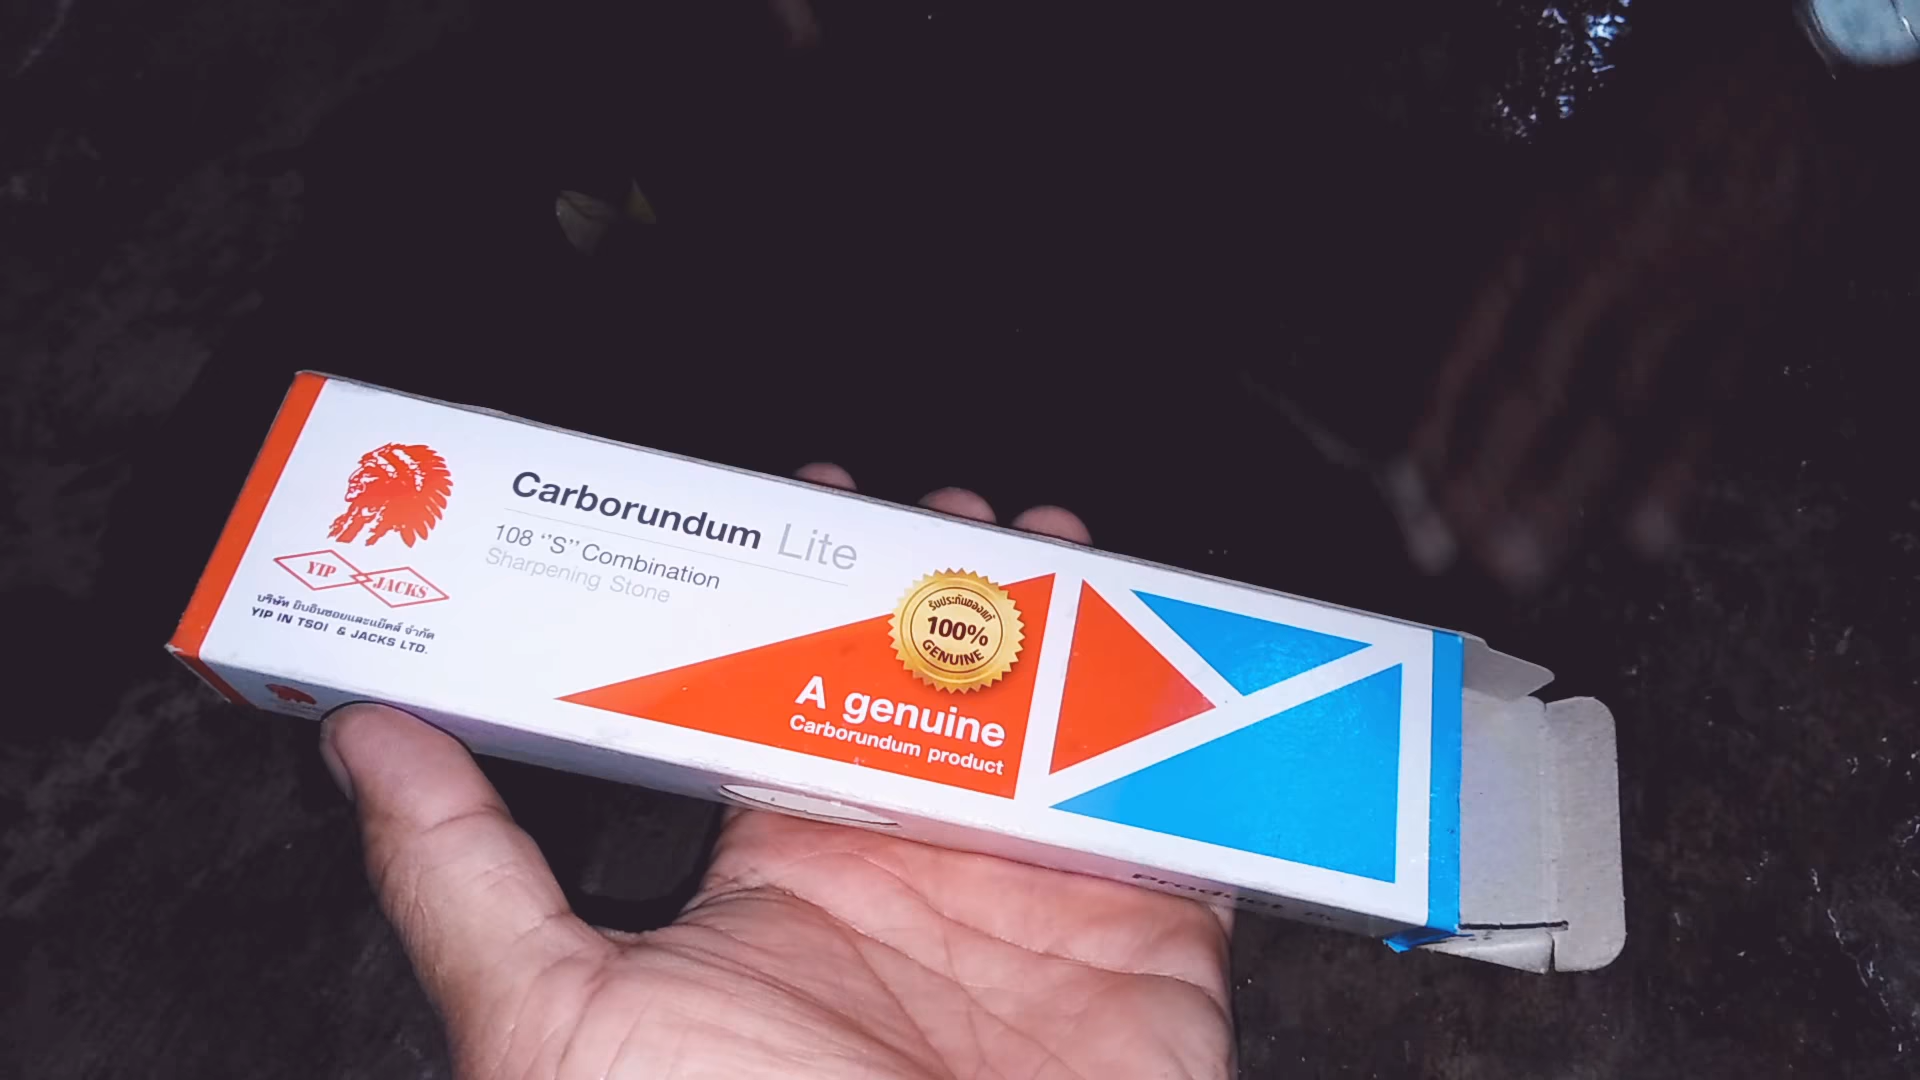 Carborundum Lite
108 "S" Combination
Sharpening Stone
YIP JACKS
บริษัท ยิบอินซอยและแย๊คส์ จำกัด
YIP IN TSOI & JACKS LTD.
รับประกันของแท้
100%
GENUINE
A genuine
Carborundum product